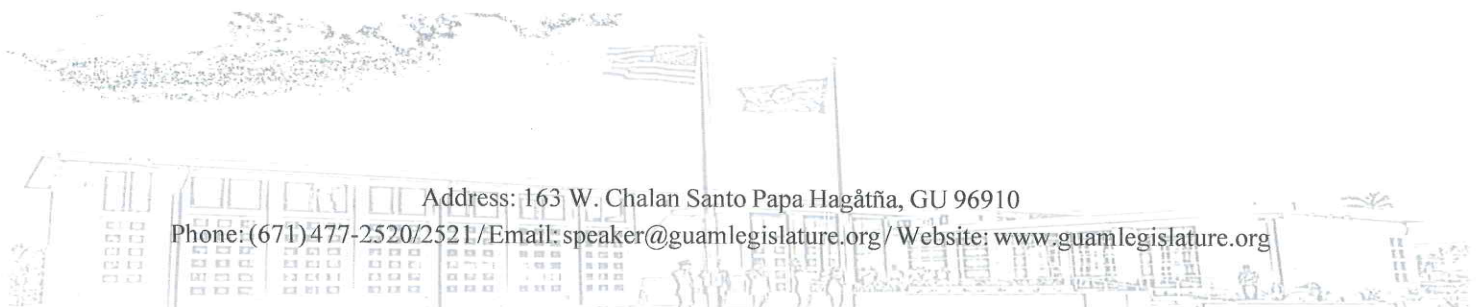 Address: 163 W. Chalan Santo Papa Hagåtña, GU 96910
Phone: (671)477-2520/2521/Email: speaker@guamlegislature.org/ Website: www.guamlegislature.org